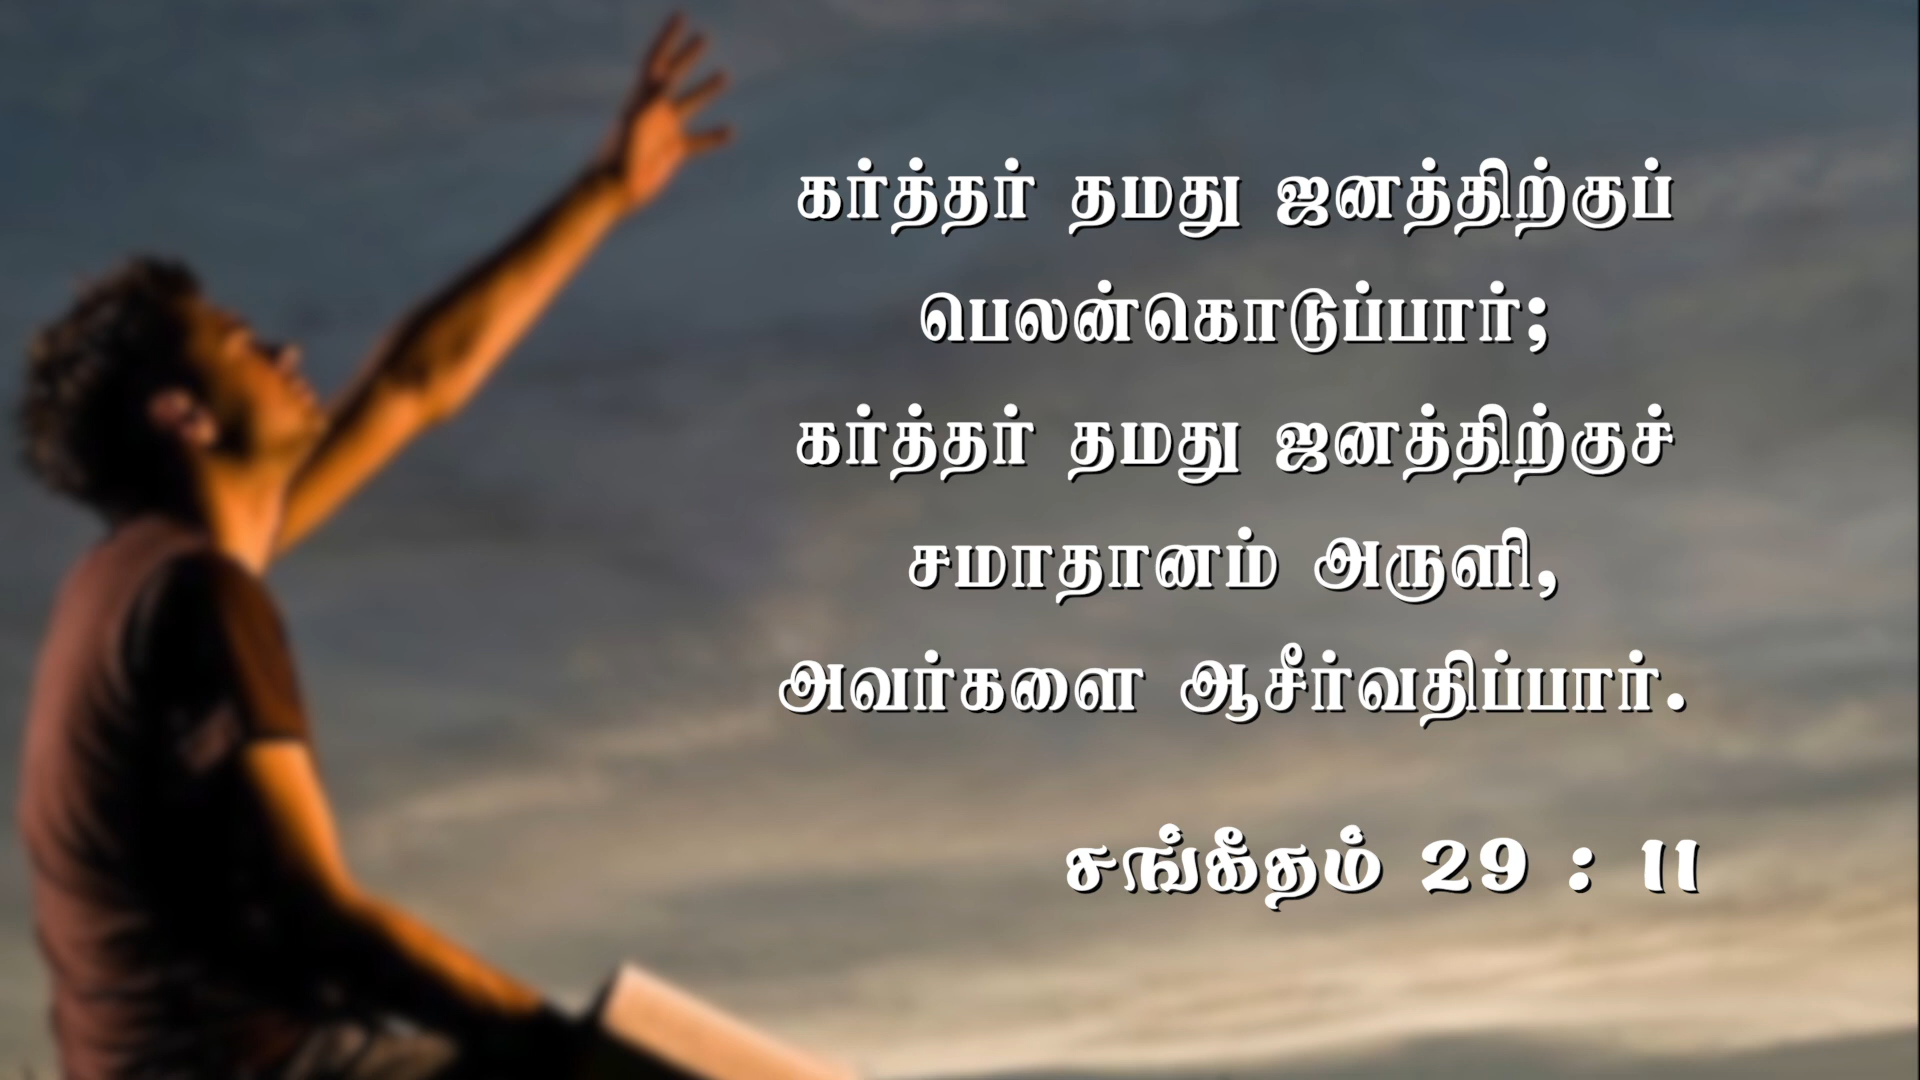 கர்த்தர் தமது ஜனத்திற்குப்
பெலன்கொடுப்பார்;
கர்த்தர் தமது ஜனத்திற்குச்
சமாதானம் அருளி,
அவர்களை ஆசீர்வதிப்பார்.
சங்கீதம் 29 : 11